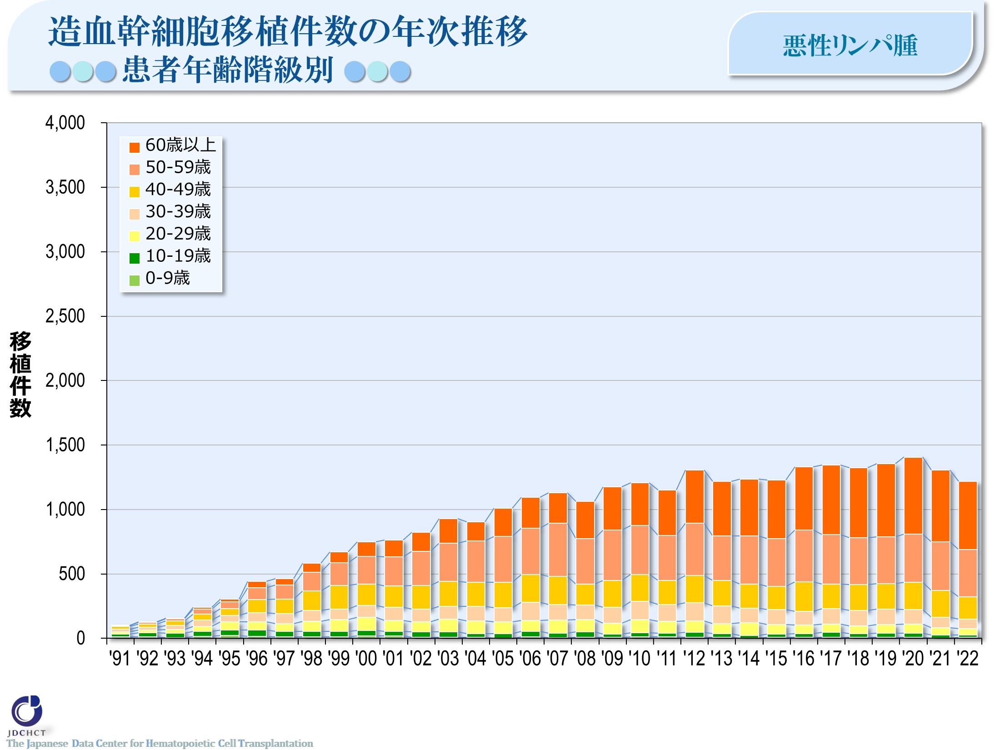 造血幹細胞移植件数の年次推移
患者年齢階級別
悪性リンパ腫
4,000
3,500
3,000
2,500
2,000
1,500
1,000
500
0
移植件数
60歳以上
50-59歳
40-49歳
30-39歳
20-29歳
10-19歳
0-9歳
'91 '92 '93 '94 '95 '96 '97 '98 '99 '00 '01 '02 '03 '04 '05 '06 '07 '08 '09 '10 '11 '12 '13 '14 '15 '16 '17 '18 '19 '20 '21 '22
JDCHCT
The Japanese Data Center for Hematopoietic Cell Transplantation